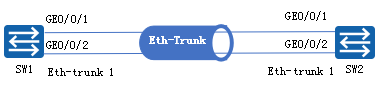 GE0/0/1
GE0/0/1
Eth-Trunk
GE0/0/2
GE0/0/2
SW1
Eth-trunk 1
Eth-trunk 1
SW2